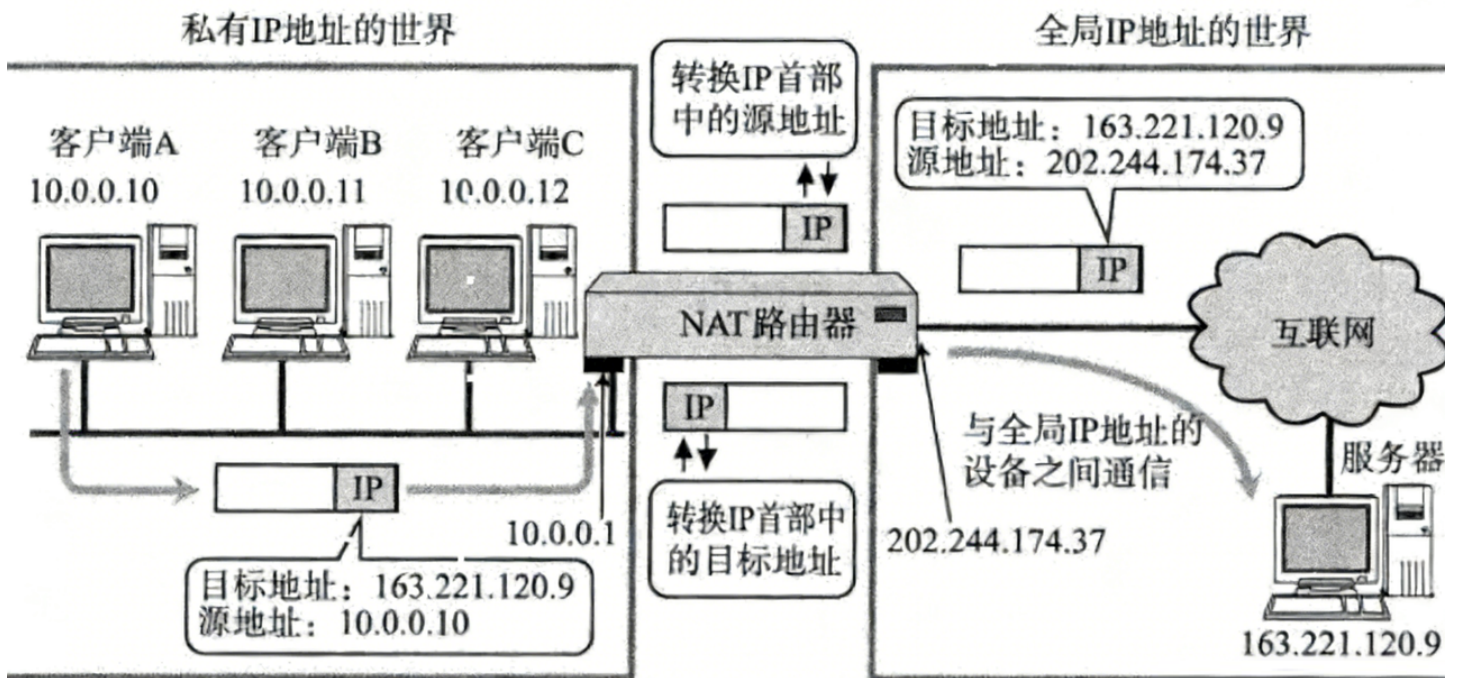 私有IP地址的世界
全局IP地址的世界
转换IP首部
中的源地址
目标地址：163.221.120.9
源地址：202.244.174.37
客户端A
10.0.0.10
客户端B
10.0.0.11
客户端C
10.0.0.12
IP
IP
NAT路由器
互联网
IP
与全局IP地址的
设备之间通信
服务器
IP
10.0.0.1
转换IP首部中
的目标地址
202.244.174.37
目标地址：163.221.120.9
源地址：10.0.0.10
163.221.120.9